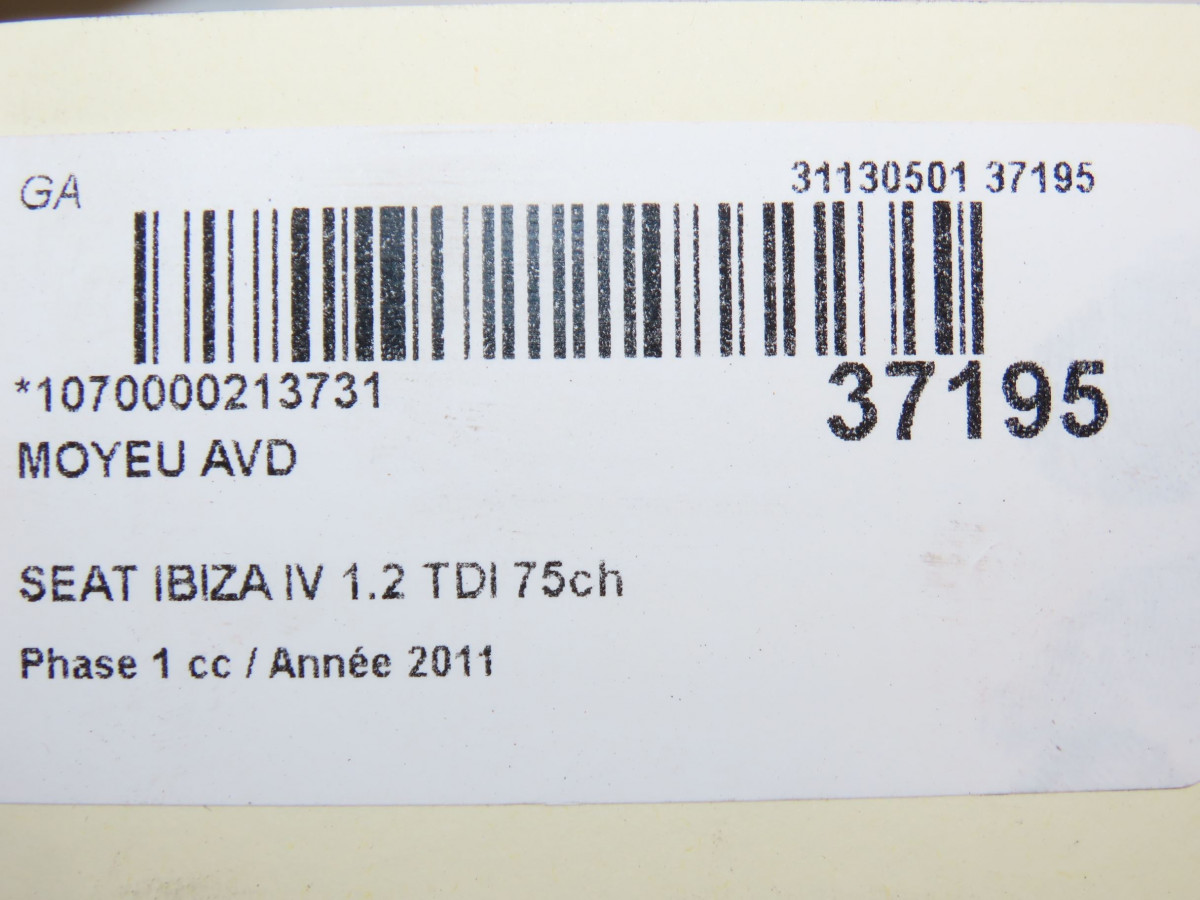 GA
31130501 37195
*1070000213731
37195
MOYEU AVD
SEAT IBIZA IV 1.2 TDI 75ch
Phase 1 cc / Année 2011